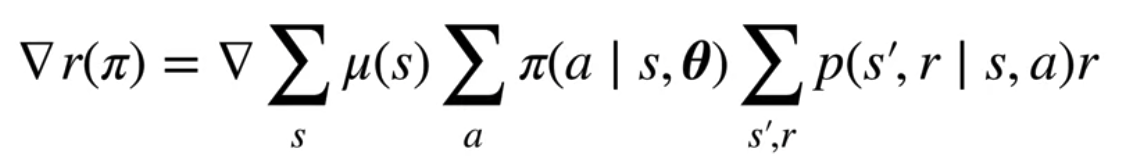 ∇r(π) = ∇ ∑_s μ(s) ∑_a π(a | s, θ) ∑_{s′,r} p(s′, r | s, a)r